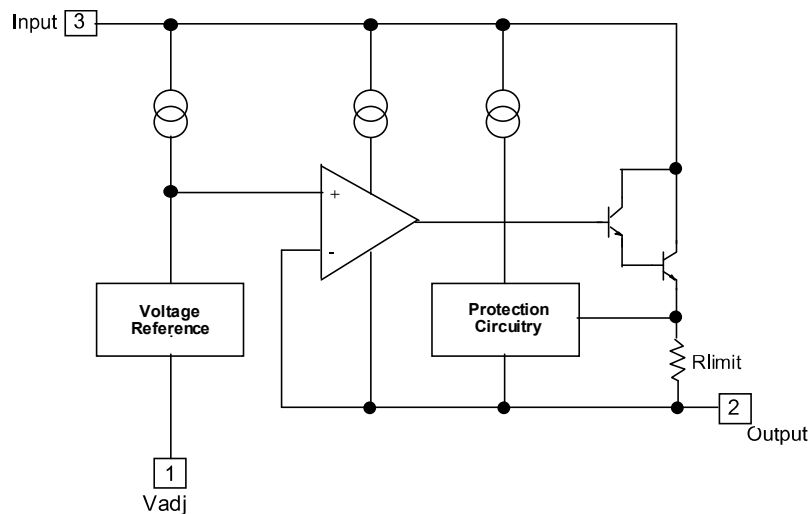 Input 3
+
-
Voltage
Reference
Protection
Circuitry
Rlimit
2
Output
1
Vadj